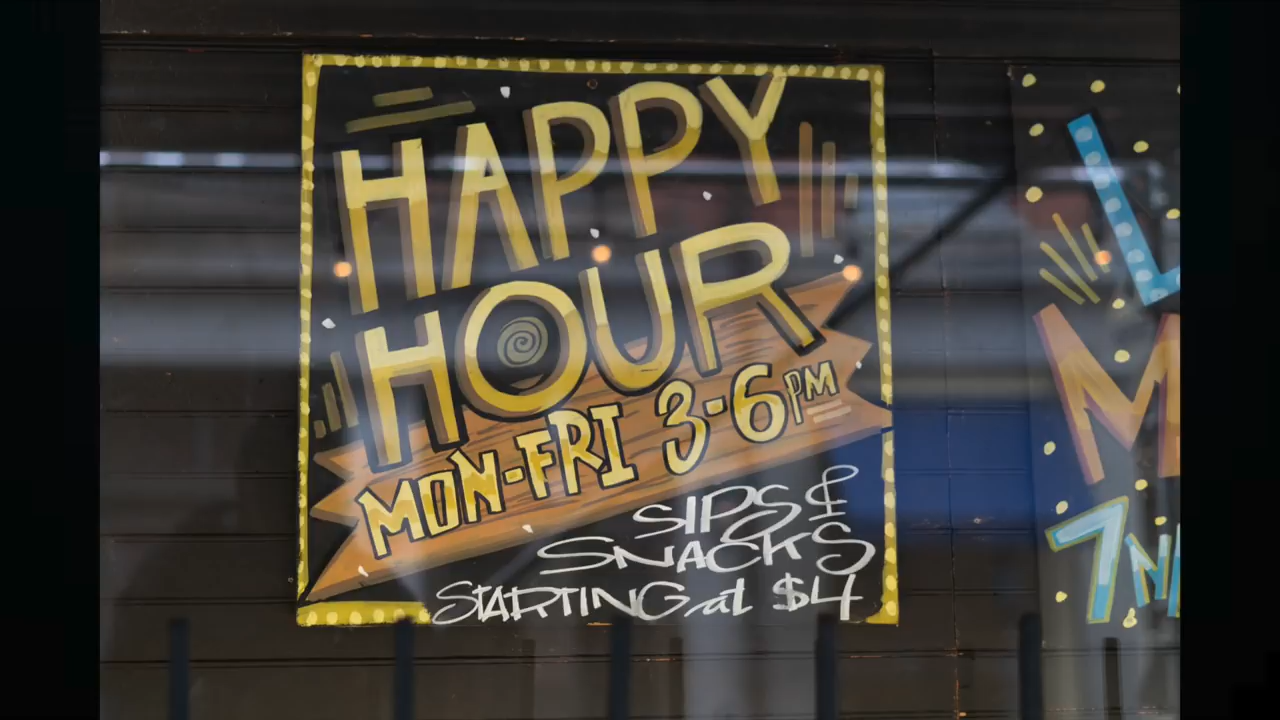 HAPPY
HOUR
MON-FRI 3-6PM
SIPS &
SNACKS
STARTING at $4